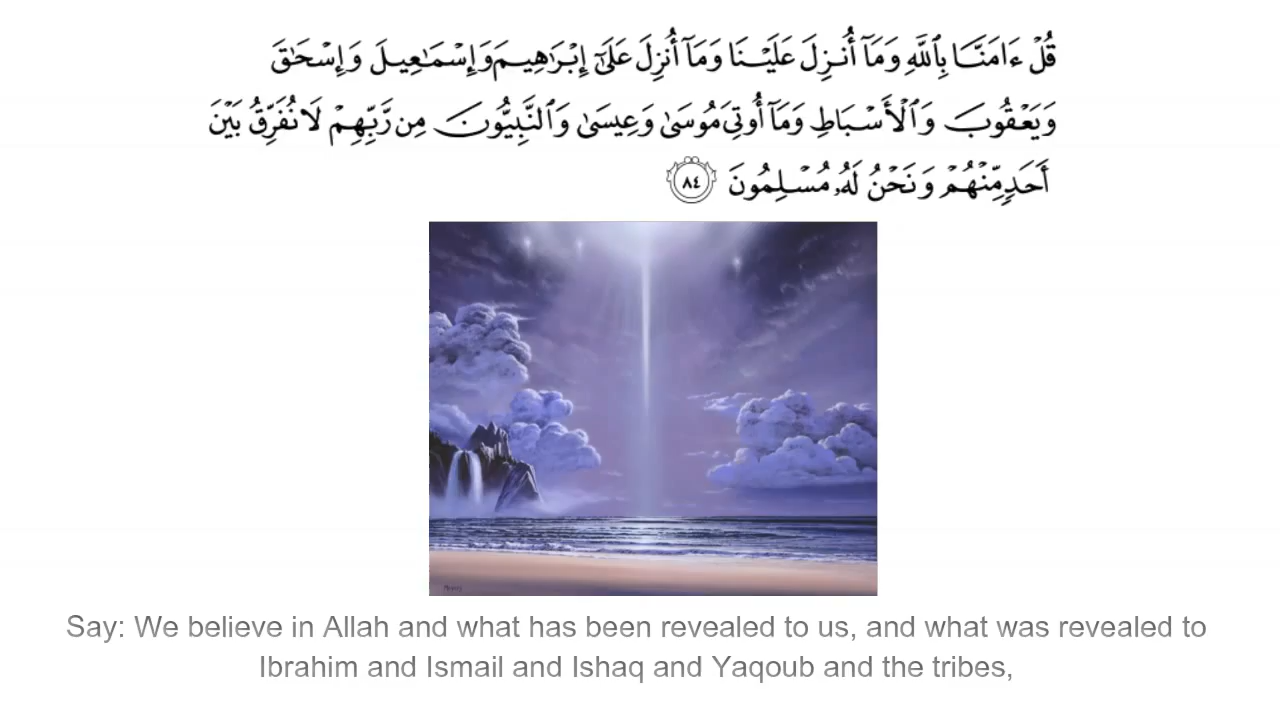 قُلْ ءَامَنَّا بِٱللَّهِ وَمَآ أُنزِلَ عَلَيْنَا وَمَآ أُنزِلَ عَلَىٰٓ إِبْرَٰهِيمَ وَإِسْمَٰعِيلَ وَإِسْحَٰقَ
وَيَعْقُوبَ وَٱلْأَسْبَاطِ وَمَآ أُوتِىَ مُوسَىٰ وَعِيسَىٰ وَٱلنَّبِيُّونَ مِن رَّبِّهِمْ لَا نُفَرِّقُ بَيْنَ
أَحَدٍ مِّنْهُمْ وَنَحْنُ لَهُۥ مُسْلِمُونَ ٨٤
Say: We believe in Allah and what has been revealed to us, and what was revealed to
Ibrahim and Ismail and Ishaq and Yaqoub and the tribes,